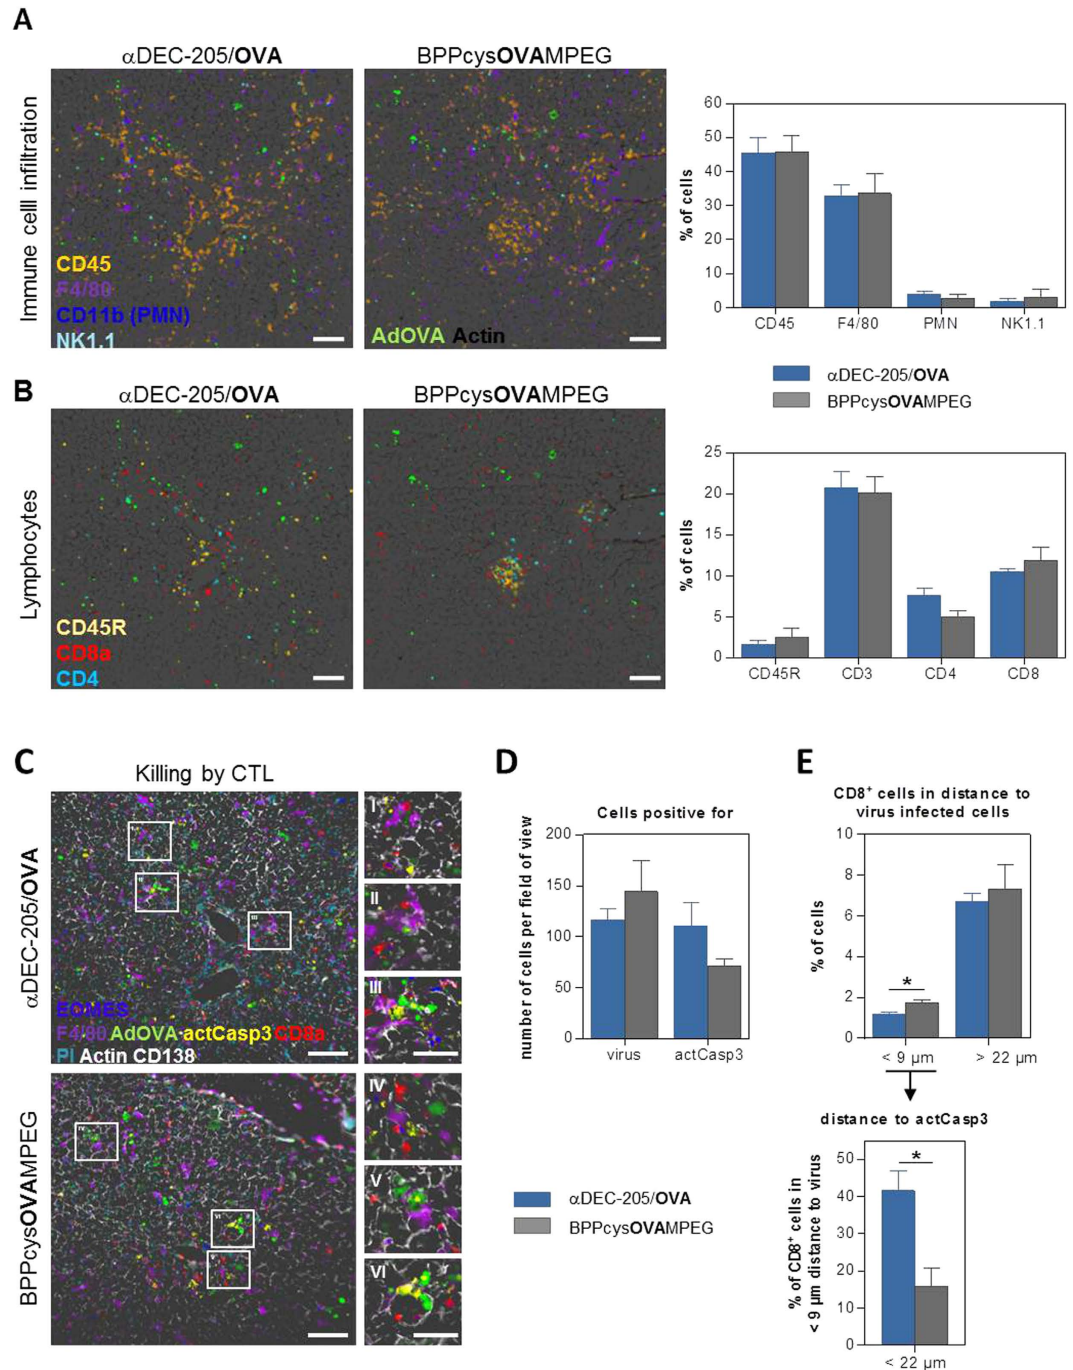 A
αDEC-205/OVA
BPPcysOVAMPEG
Immune celll infiltration
CD45
F4/80
CD11b (PMN)
NK1.1
AdOVA Actin
% of cells
60
50
40
30
20
10
0
CD45 F4/80 PMN NK1.1
αDEC-205/OVA
BPPcysOVAMPEG
B
αDEC-205/OVA
BPPcysOVAMPEG
Lymphocytes
CD45R
CD8a
CD4
% of cells
25
20
15
10
5
0
CD45R CD3 CD4 CD8
C
Killing by CTL
αDEC-205/OVA
EOMES
F4/80 AdOVA actCasp3 CD8a
PI Actin CD138
I
II
III
BPPcysOVAMPEG
IV
V
VI
D
Cells positive for
number of cells per field of view
200
150
100
50
0
virus actCasp3
αDEC-205/OVA
BPPcysOVAMPEG
E
CD8⁺ cells in distance to
virus infected cells
% of cells
10
8
6
4
2
0
*
< 9 µm > 22 µm
distance to actCasp3
% of CD8⁺ cells in
< 9 µm distance to virus
50
40
30
20
10
0
*
< 22 µm